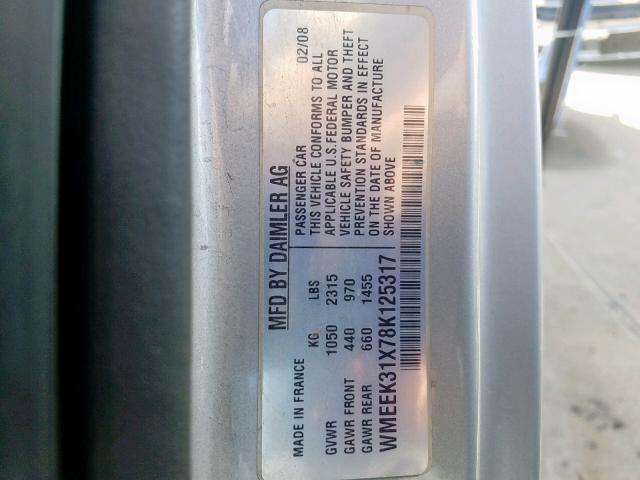 MFD BY DAIMLER AG
MADE IN FRANCE
KG LBS
GVWR 1050 2315
GAWR FRONT 440 970
GAWR REAR 660 1455
02/08
PASSENGER CAR
THIS VEHICLE CONFORMS TO ALL
APPLICABLE U.S. FEDERAL MOTOR
VEHICLE SAFETY BUMPER AND THEFT
PREVENTION STANDARDS IN EFFECT
ON THE DATE OF MANUFACTURE
SHOWN ABOVE
WMEEK31X78K125317